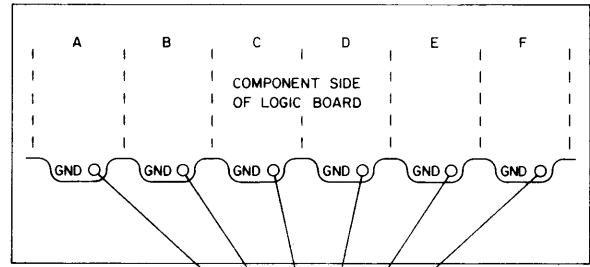 A B C D E F
COMPONENT SIDE
OF LOGIC BOARD
GND GND GND GND GND GND